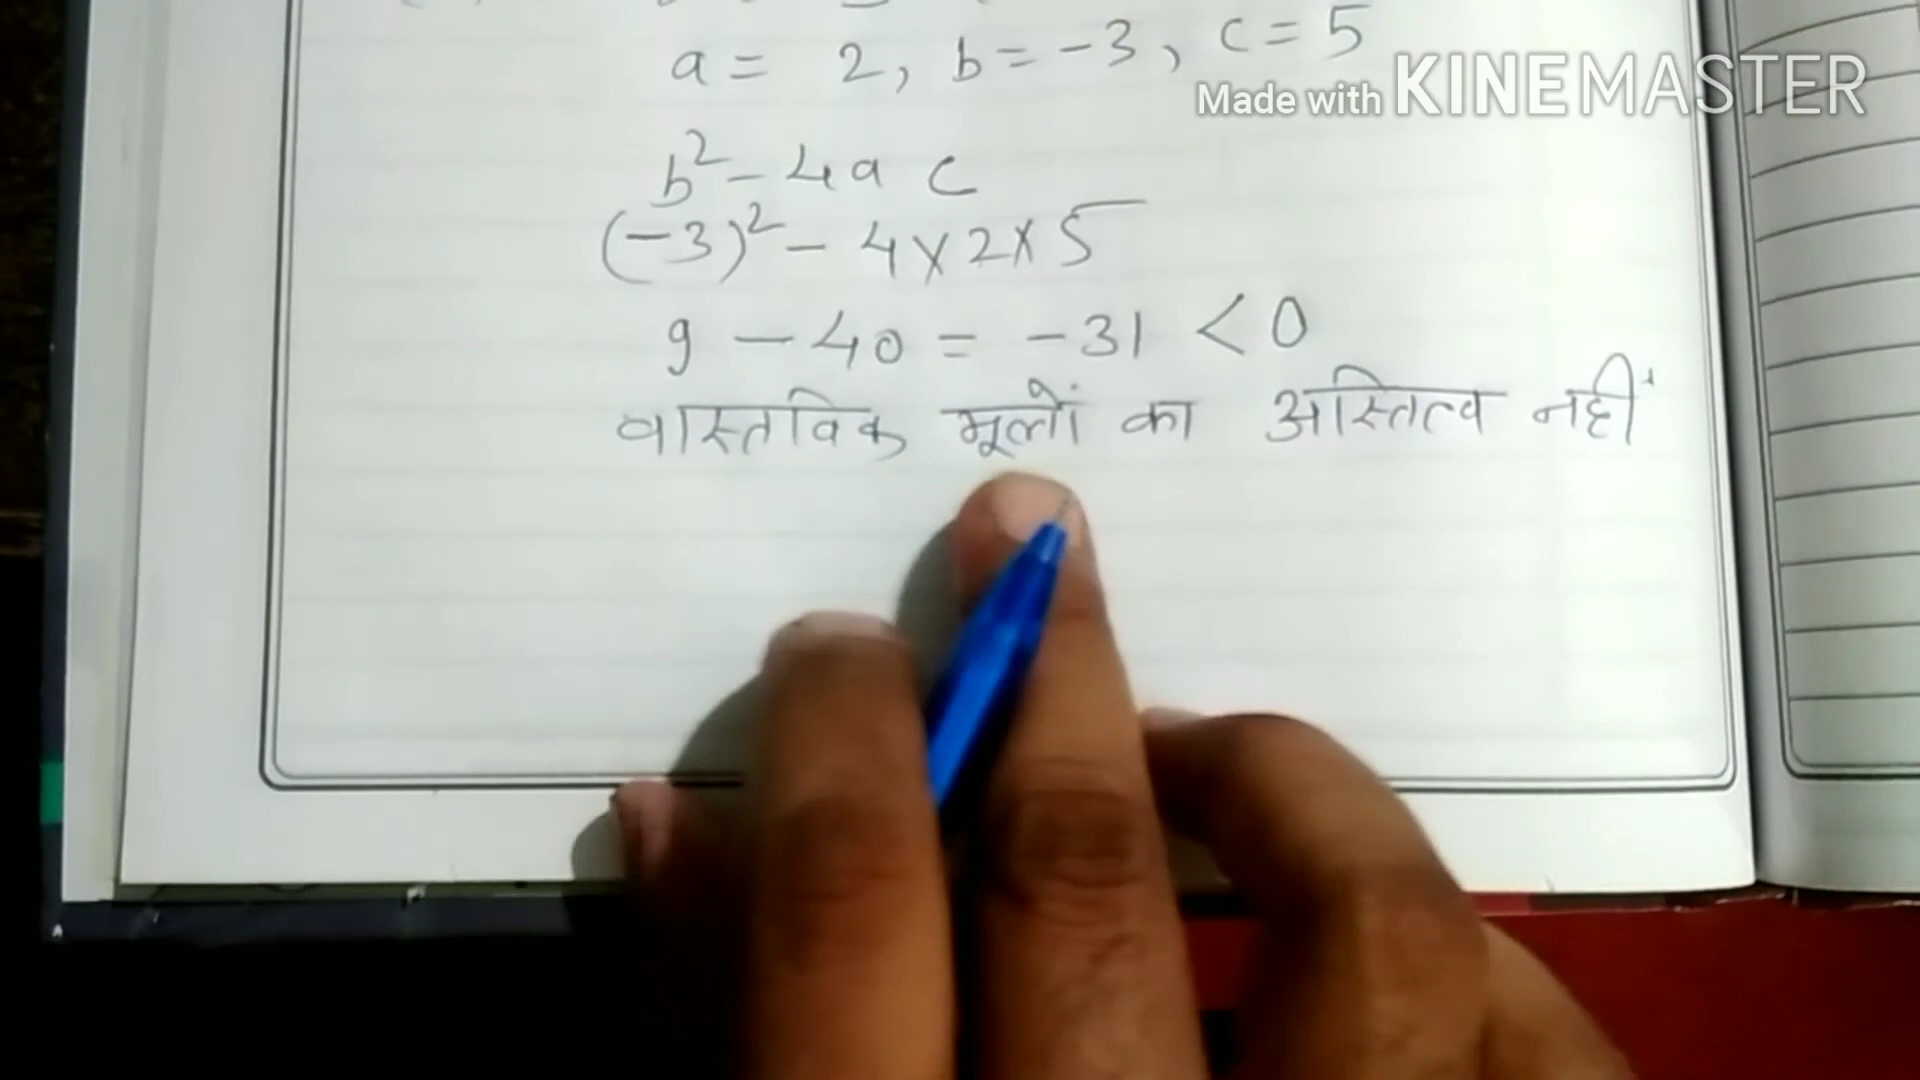 a = 2, b = -3, c = 5
Made with KINEMASTER
b² - 4a c
(-3)² - 4 x 2 x 5
9 - 40 = -31 < 0
वास्तविक मूलों का अस्तित्व नहीं